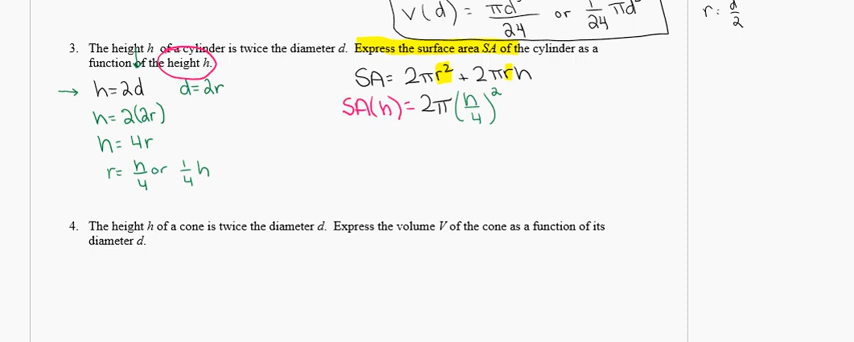 V(d) = πd³/24 or 1/24 πd³
r = d/2
3. The height h of a cylinder is twice the diameter d. Express the surface area SA of the cylinder as a
function of the height h.
SA = 2πr² + 2πrh
→ h=2d d=2r
SA(h) = 2π(h/4)²
h=2(2r)
h=4r
r= h/4 or 1/4 h
4. The height h of a cone is twice the diameter d. Express the volume V of the cone as a function of its
diameter d.